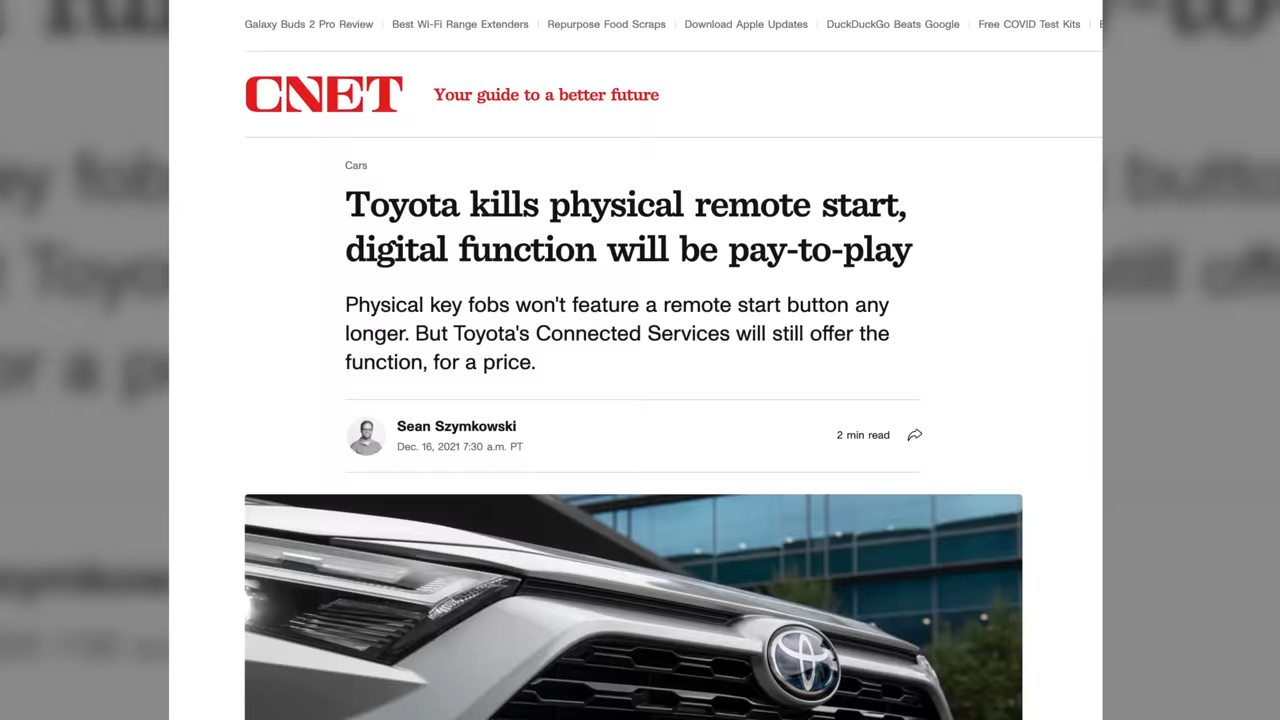 Galaxy Buds 2 Pro Review
Best Wi-Fi Range Extenders
Repurpose Food Scraps
Download Apple Updates
DuckDuckGo Beats Google
Free COVID Test Kits
CNET
Your guide to a better future
Cars
Toyota kills physical remote start,
digital function will be pay-to-play
Physical key fobs won't feature a remote start button any
longer. But Toyota's Connected Services will still offer the
function, for a price.
Sean Szymkowski
Dec. 16, 2021 7:30 a.m. PT
2 min read